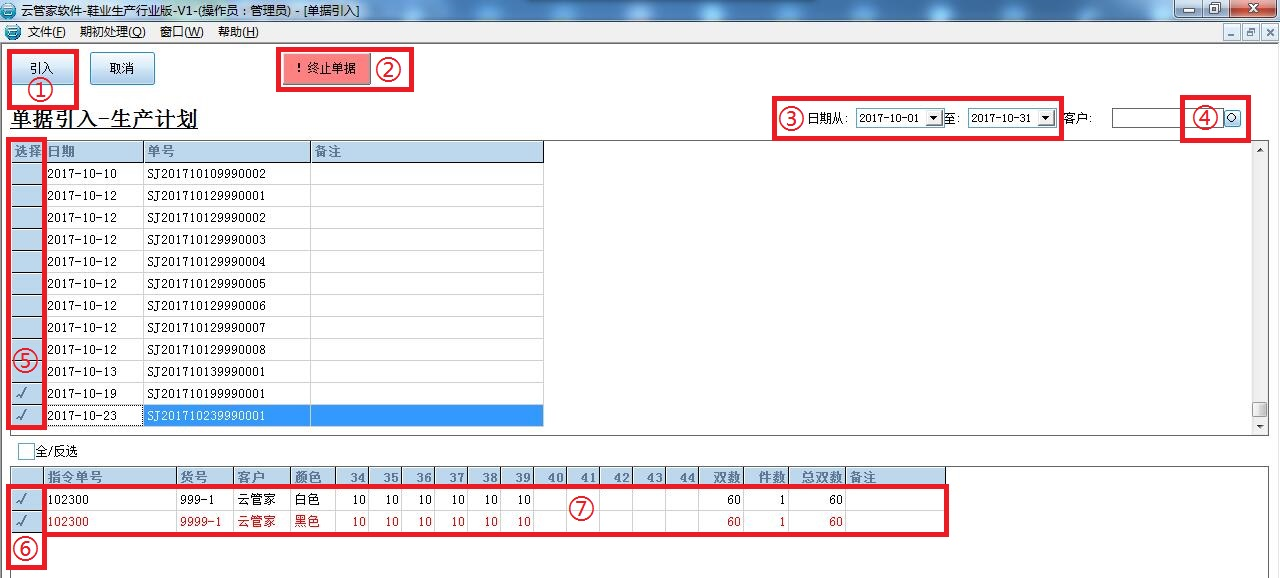 云管家软件-鞋业生产行业版-V1-(操作员：管理员) - [单据引入]
文件(F) 期初处理(Q) 窗口(W) 帮助(H)
引入 取消 ! 终止单据 ②
①
单据引入-生产计划 ③ 日期从: 2017-10-01 至: 2017-10-31 客户: ④
选择 日期 单号 备注
2017-10-10 SJ201710109990002
2017-10-12 SJ201710129990001
2017-10-12 SJ201710129990002
2017-10-12 SJ201710129990003
2017-10-12 SJ201710129990004
2017-10-12 SJ201710129990005
2017-10-12 SJ201710129990006
2017-10-12 SJ201710129990007
2017-10-12 SJ201710129990008
⑤ 2017-10-13 SJ201710139990001
√ 2017-10-19 SJ201710199990001
√ 2017-10-23 SJ201710239990001
全/反选
指令单号 货号 客户 颜色 34 35 36 37 38 39 40 41 42 43 44 双数 件数 总双数 备注
√ 102300 999-1 云管家 白色 10 10 10 10 10 10 60 1 60
⑦
√ 102300 9999-1 云管家 黑色 10 10 10 10 10 10 60 1 60
⑥